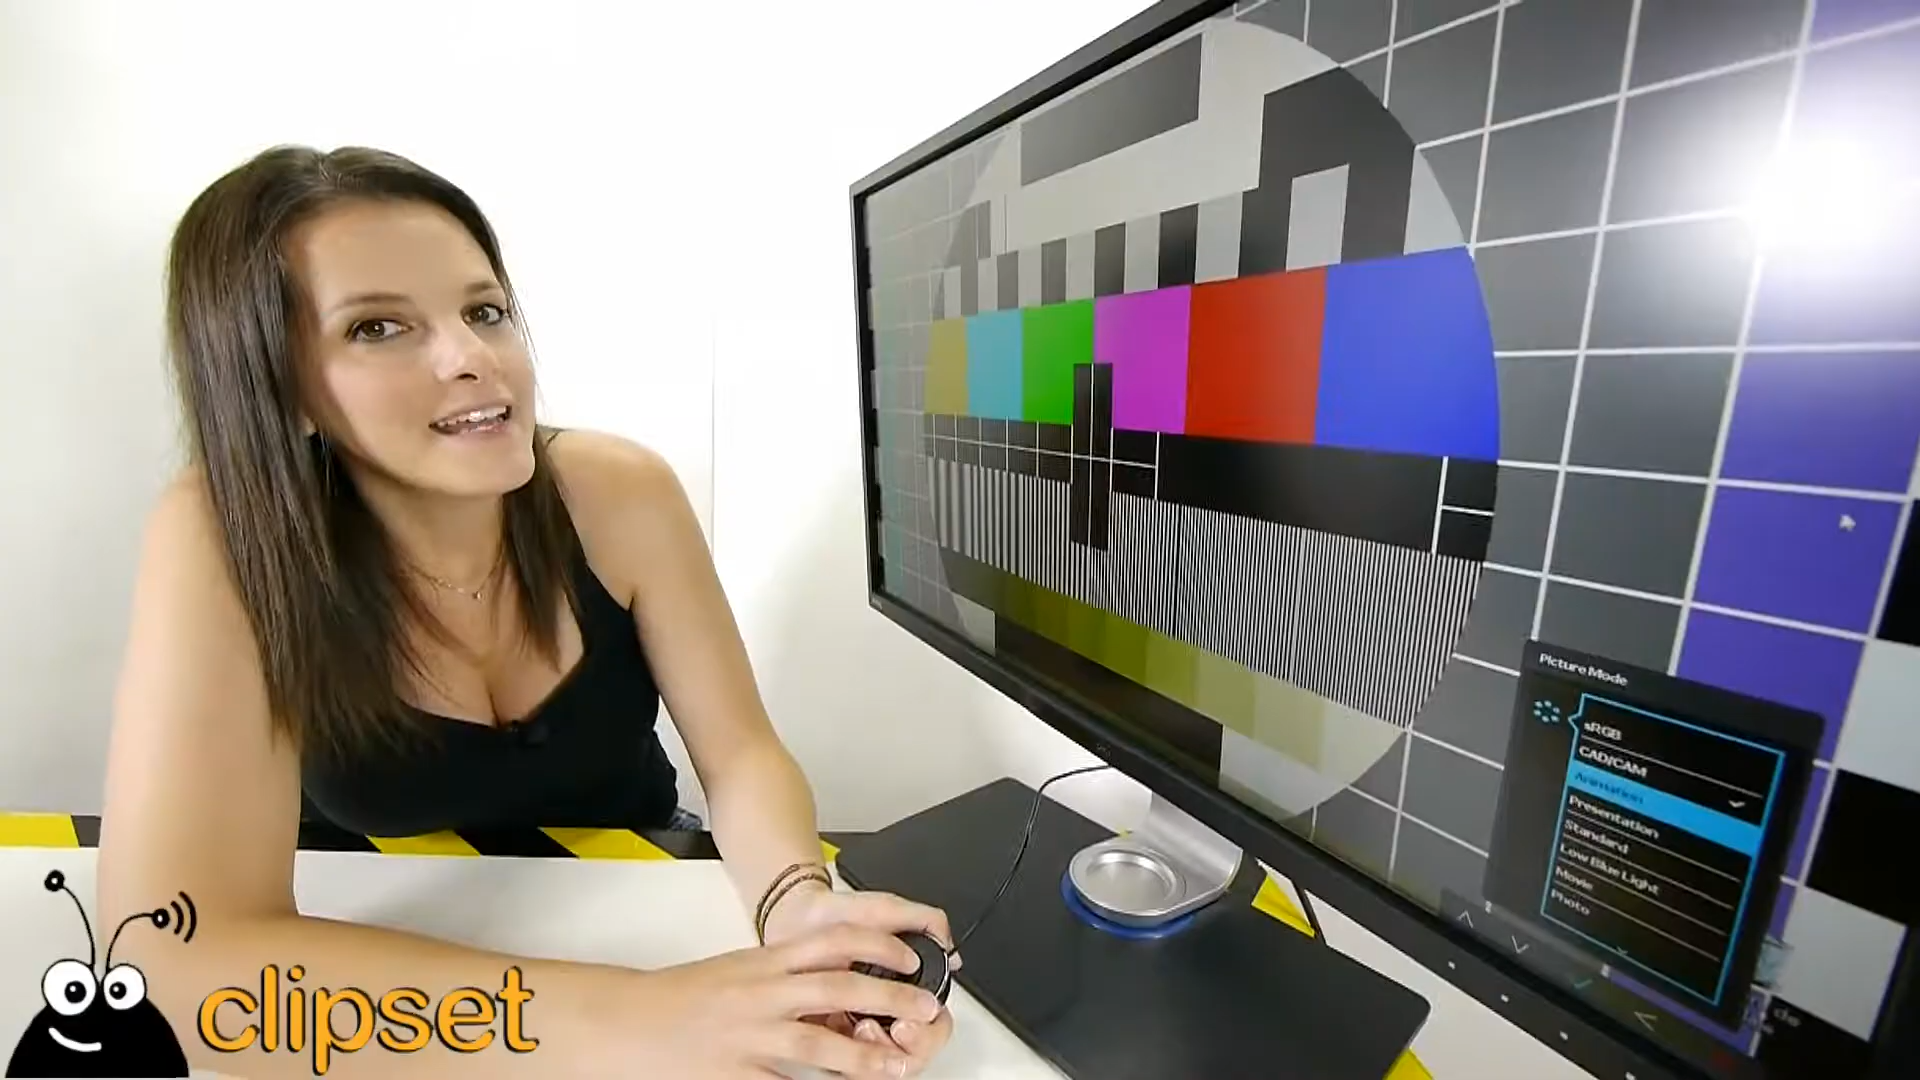 Picture Mode
sRGB
CAD/CAM
Animation
Presentation
Standard
Low Blue Light
Movie
Photo
clipset